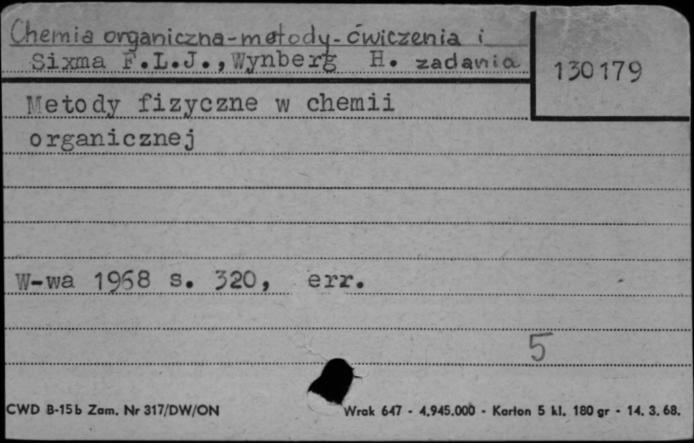 Chemia organiczna-metody-ćwiczenia i zadania
Sixma F.L.J., Wynberg H.
130179
Metody fizyczne w chemii
organicznej
W-wa 1968 s. 320, err.
5
CWD B-15b Zam. Nr 317/DW/ON
Wrak 647 - 4.945.000 - Karton 5 kl. 180 gr - 14. 3. 68.